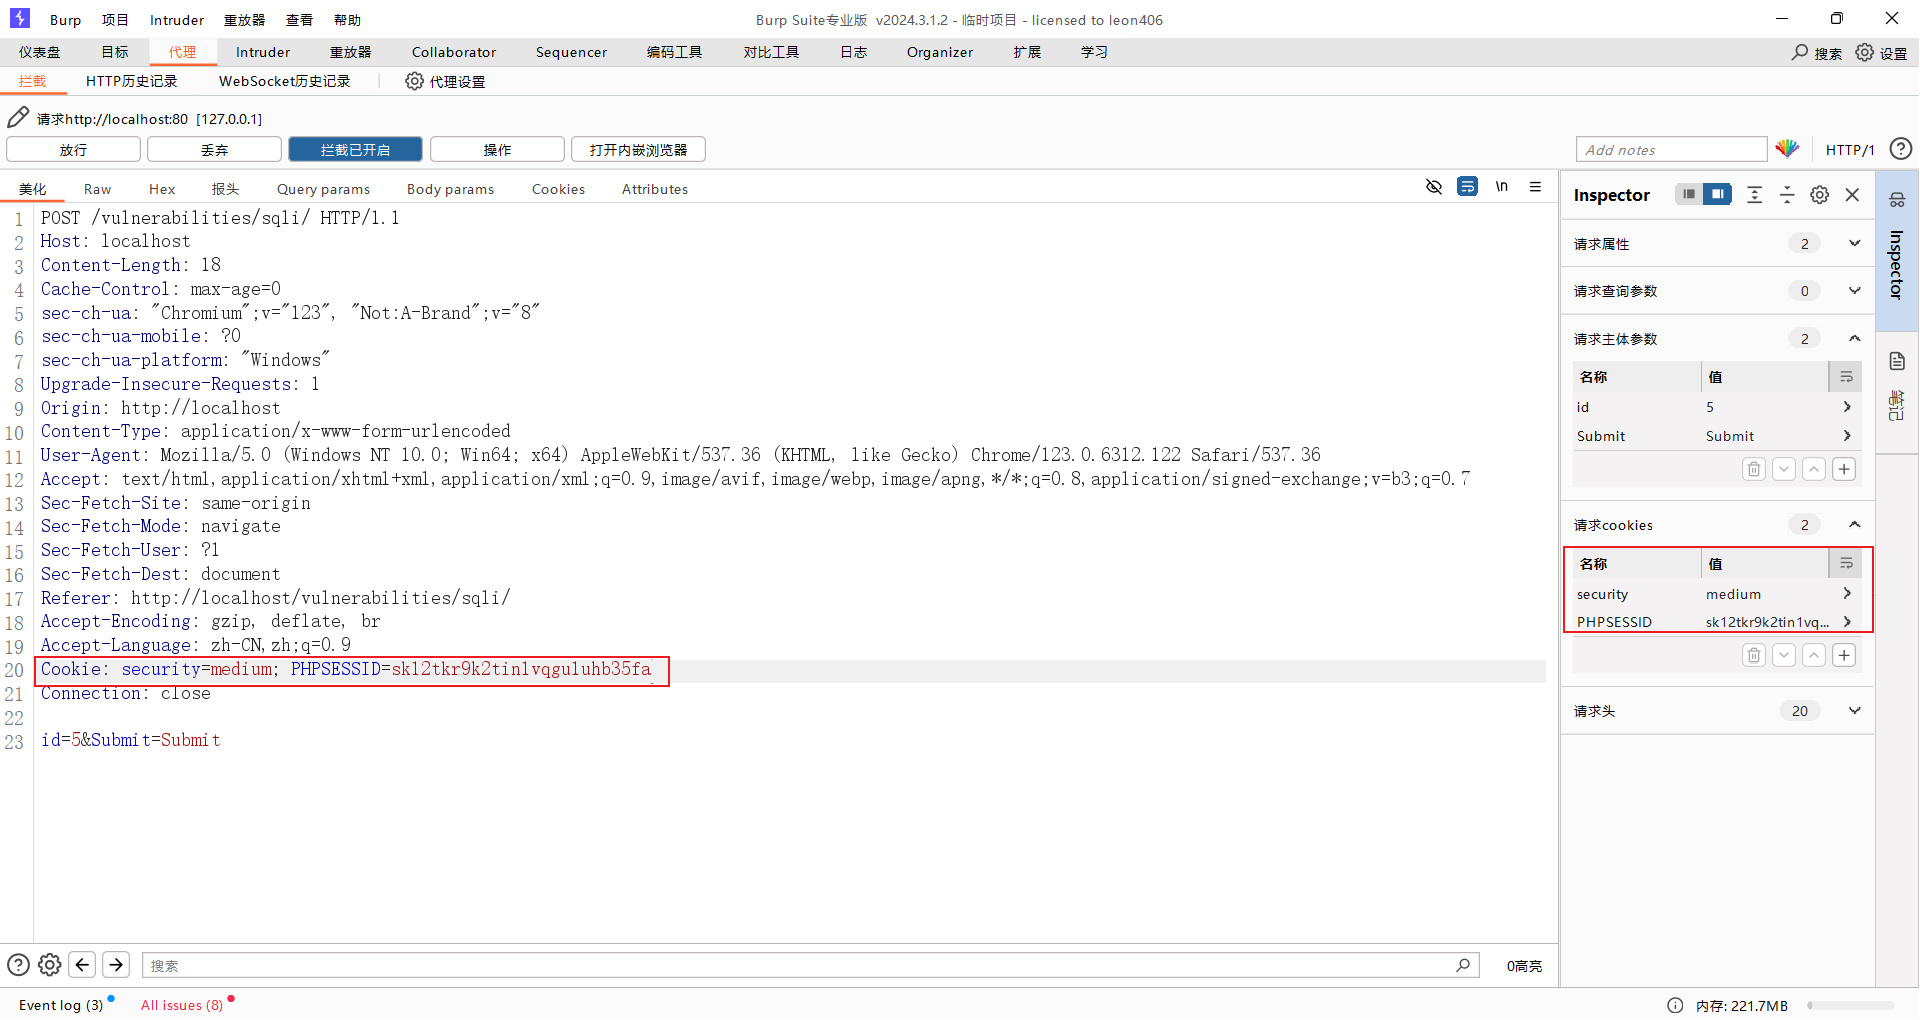 Burp 项目 Intruder 重放器 查看 帮助 Burp Suite专业版 v2024.3.1.2 - 临时项目 - licensed to leon406
仪表盘 目标 代理 Intruder 重放器 Collaborator Sequencer 编码工具 对比工具 日志 Organizer 扩展 学习 搜索 设置
拦截 HTTP历史记录 WebSocket历史记录 代理设置
请求http://localhost:80 [127.0.0.1]
放行 丢弃 拦截已开启 操作 打开内嵌浏览器 Add notes HTTP/1
美化 Raw Hex 报头 Query params Body params Cookies Attributes \n
1 POST /vulnerabilities/sqli/ HTTP/1.1
2 Host: localhost
3 Content-Length: 18
4 Cache-Control: max-age=0
5 sec-ch-ua: "Chromium";v="123", "Not:A-Brand";v="8"
6 sec-ch-ua-mobile: ?0
7 sec-ch-ua-platform: "Windows"
8 Upgrade-Insecure-Requests: 1
9 Origin: http://localhost
10 Content-Type: application/x-www-form-urlencoded
11 User-Agent: Mozilla/5.0 (Windows NT 10.0; Win64; x64) AppleWebKit/537.36 (KHTML, like Gecko) Chrome/123.0.6312.122 Safari/537.36
12 Accept: text/html,application/xhtml+xml,application/xml;q=0.9,image/avif,image/webp,image/apng,*/*;q=0.8,application/signed-exchange;v=b3;q=0.7
13 Sec-Fetch-Site: same-origin
14 Sec-Fetch-Mode: navigate
15 Sec-Fetch-User: ?1
16 Sec-Fetch-Dest: document
17 Referer: http://localhost/vulnerabilities/sqli/
18 Accept-Encoding: gzip, deflate, br
19 Accept-Language: zh-CN,zh;q=0.9
20 Cookie: security=medium; PHPSESSID=sk12tkr9k2tin1vqguluhb35fa
21 Connection: close
22
23 id=5&Submit=Submit
Inspector
请求属性 2
请求查询参数 0
请求主体参数 2
名称 值
id 5
Submit Submit
请求cookies 2
名称 值
security medium
PHPSESSID sk12tkr9k2tin1vq...
请求头 20
Inspector
笔记
搜索 0高亮
Event log (3) All issues (8) 内存: 221.7MB